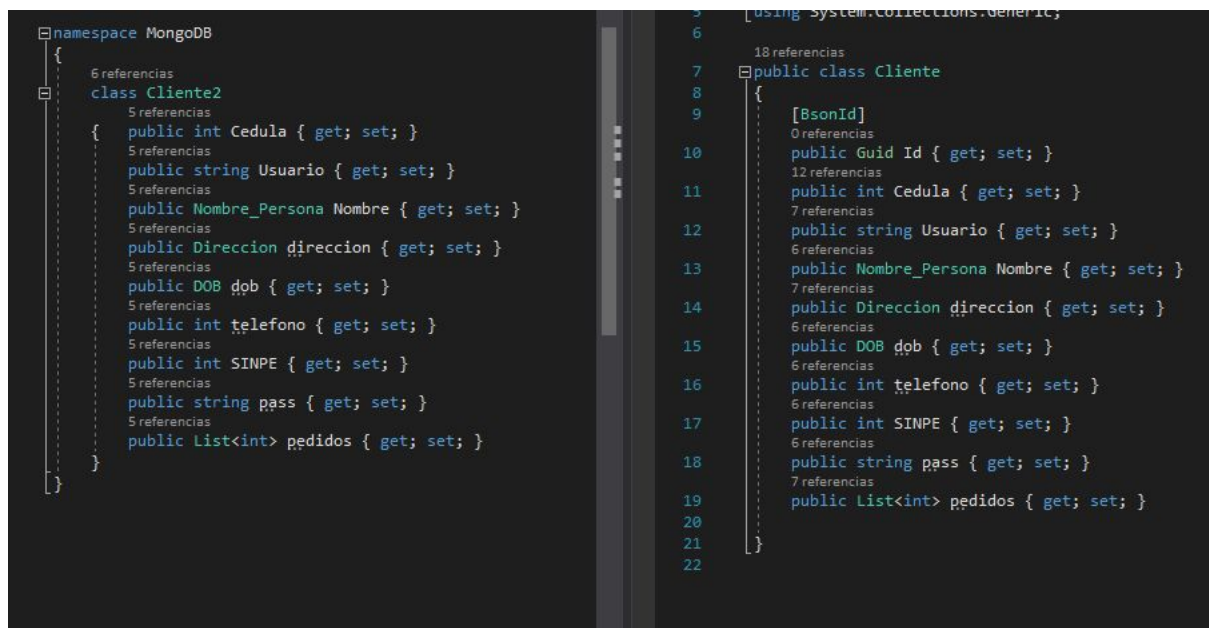 namespace MongoDB
{
6 referencias
class Cliente2
5 referencias
{ public int Cedula { get; set; }
5 referencias
public string Usuario { get; set; }
5 referencias
public Nombre_Persona Nombre { get; set; }
5 referencias
public Direccion direccion { get; set; }
5 referencias
public DOB dob { get; set; }
5 referencias
public int telefono { get; set; }
5 referencias
public int SINPE { get; set; }
5 referencias
public string pass { get; set; }
5 referencias
public List<int> pedidos { get; set; }
}
}
5 using System.Collections.Generic;
6
18 referencias
7 public class Cliente
8 {
9 [BsonId]
0 referencias
10 public Guid Id { get; set; }
12 referencias
11 public int Cedula { get; set; }
7 referencias
12 public string Usuario { get; set; }
6 referencias
13 public Nombre_Persona Nombre { get; set; }
7 referencias
14 public Direccion direccion { get; set; }
6 referencias
15 public DOB dob { get; set; }
6 referencias
16 public int telefono { get; set; }
6 referencias
17 public int SINPE { get; set; }
6 referencias
18 public string pass { get; set; }
7 referencias
19 public List<int> pedidos { get; set; }
20
21 }
22